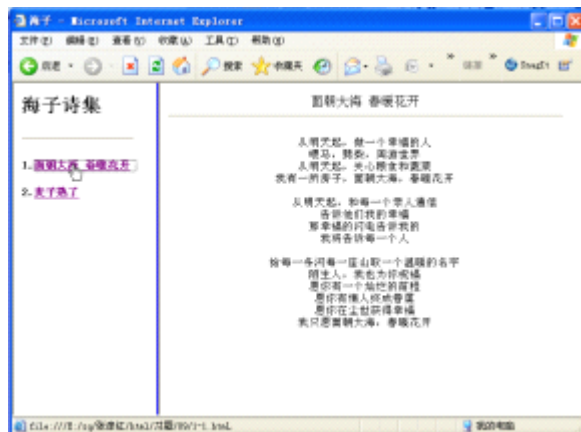 海子 - Microsoft Internet Explorer
文件(F) 编辑(E) 查看(V) 收藏(A) 工具(T) 帮助(H)
后退 搜索 收藏夹
海子诗集
1. 面朝大海 春暖花开
2. 麦子熟了
面朝大海 春暖花开
从明天起，做一个幸福的人
喂马，劈柴，周游世界
从明天起，关心粮食和蔬菜
我有一所房子，面朝大海，春暖花开
从明天起，和每一个亲人通信
告诉他们我的幸福
那幸福的闪电告诉我的
我将告诉每一个人
给每一条河每一座山取一个温暖的名字
陌生人，我也为你祝福
愿你有一个灿烂的前程
愿你有情人终成眷属
愿你在尘世获得幸福
我只愿面朝大海，春暖花开
我的电脑